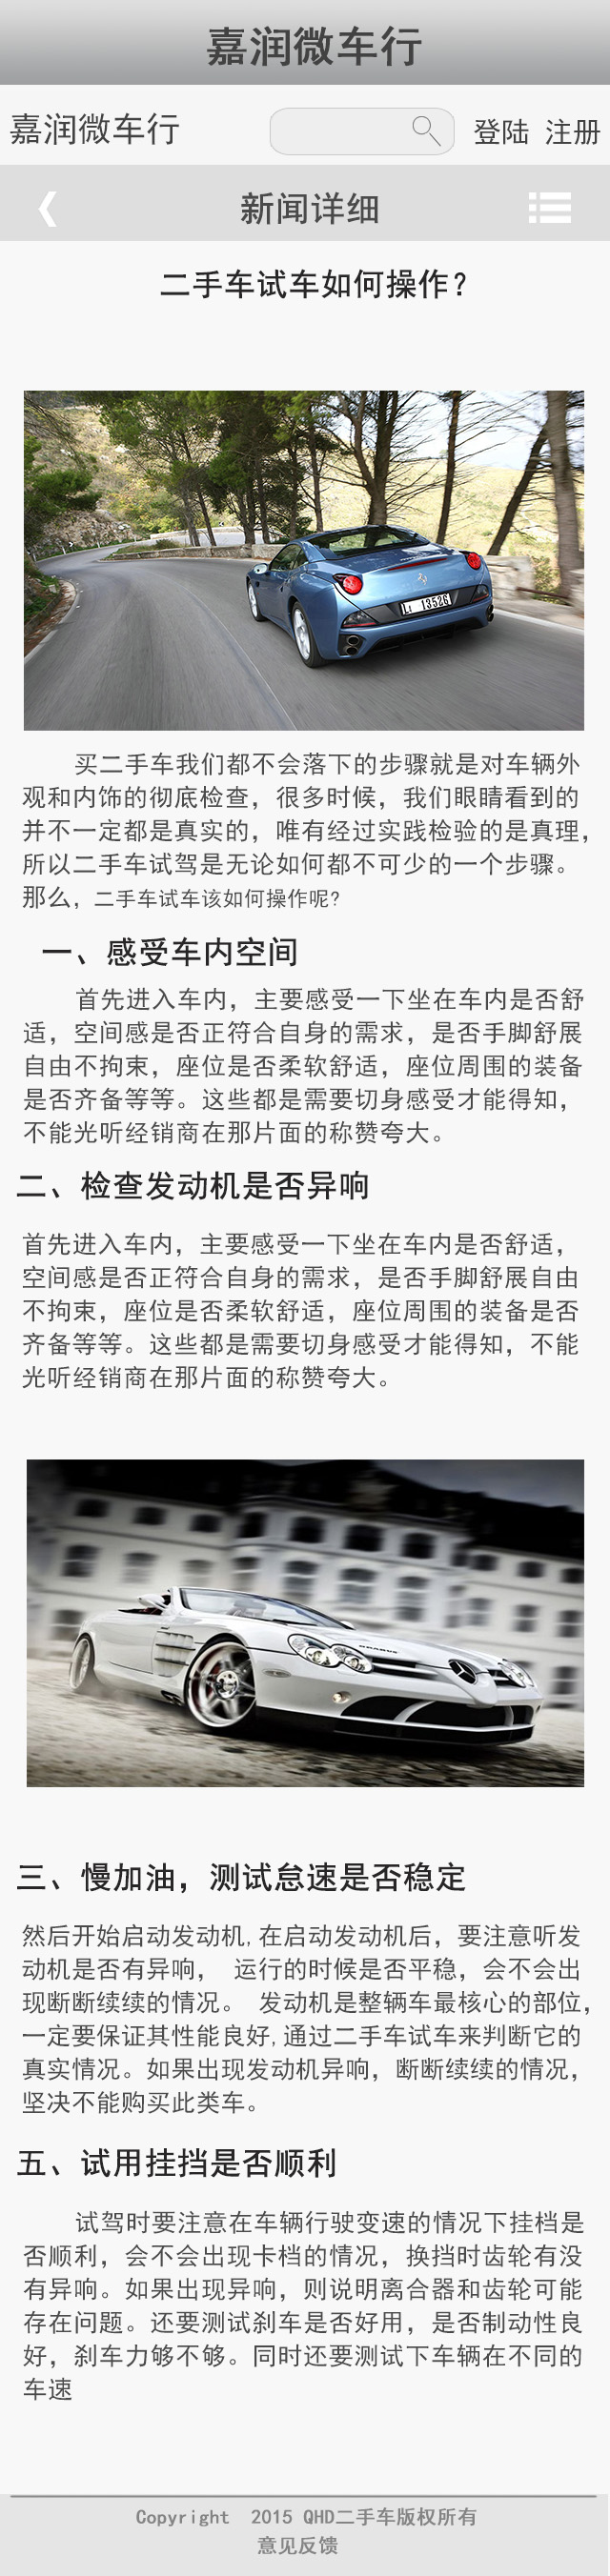 嘉润微车行
嘉润微车行
登陆 注册
新闻详细
二手车试车如何操作?
LI 13526
买二手车我们都不会落下的步骤就是对车辆外
观和内饰的彻底检查，很多时候，我们眼睛看到的
并不一定都是真实的，唯有经过实践检验的是真理，
所以二手车试驾是无论如何都不可少的一个步骤。
那么，二手车试车该如何操作呢?
一、感受车内空间
首先进入车内，主要感受一下坐在车内是否舒
适，空间感是否正符合自身的需求，是否手脚舒展
自由不拘束，座位是否柔软舒适，座位周围的装备
是否齐备等等。这些都是需要切身感受才能得知，
不能光听经销商在那片面的称赞夸大。
二、检查发动机是否异响
首先进入车内，主要感受一下坐在车内是否舒适，
空间感是否正符合自身的需求，是否手脚舒展自由
不拘束，座位是否柔软舒适，座位周围的装备是否
齐备等等。这些都是需要切身感受才能得知，不能
光听经销商在那片面的称赞夸大。
三、慢加油，测试怠速是否稳定
然后开始启动发动机,在启动发动机后，要注意听发
动机是否有异响， 运行的时候是否平稳，会不会出
现断断续续的情况。 发动机是整辆车最核心的部位，
一定要保证其性能良好,通过二手车试车来判断它的
真实情况。如果出现发动机异响，断断续续的情况，
坚决不能购买此类车。
五、试用挂挡是否顺利
试驾时要注意在车辆行驶变速的情况下挂档是
否顺利，会不会出现卡档的情况，换挡时齿轮有没
有异响。如果出现异响，则说明离合器和齿轮可能
存在问题。还要测试刹车是否好用，是否制动性良
好，刹车力够不够。同时还要测试下车辆在不同的
车速
Copyright 2015 QHD二手车版权所有
意见反馈